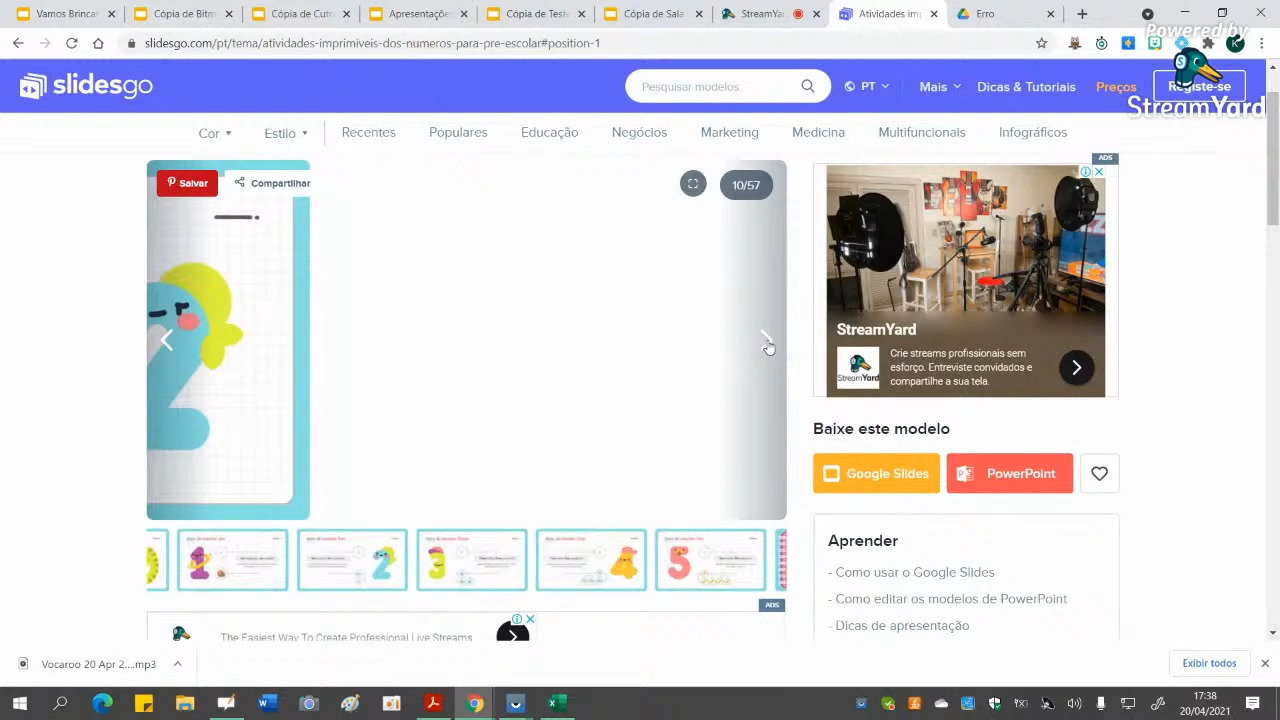 Vamos Brincar
Cópia de Bitm
Cópia de Cutc
Apresentações
Cópia de Teste
Cópia de Sala
StreamYar
Atividades imp
Erro
slidesgo.com/pt/tema/atividades-imprimiveis-dos-numeros-para-pre-escolar#position-1
K
Powered by
StreamYard
slidesgo
Pesquisar modelos
PT
Mais
Dicas & Tutoriais
Preços
Registe-se
Cor
Estilo
Recentes
Populares
Educação
Negócios
Marketing
Medicina
Multifuncionais
Infográficos
Salvar
Compartilhar
10/57
ADS
StreamYard
Crie streams profissionais sem
esforço. Entreviste convidados e
compartilhe a sua tela.
Baixe este modelo
Google Slides
PowerPoint
Aprender
- Como usar o Google Slides
- Como editar os modelos de PowerPoint
- Dicas de apresentação
ADS
The Easiest Way To Create Professional Live Streams
Vocaroo 20 Apr 2....mp3
Exibir todos
17:38
20/04/2021